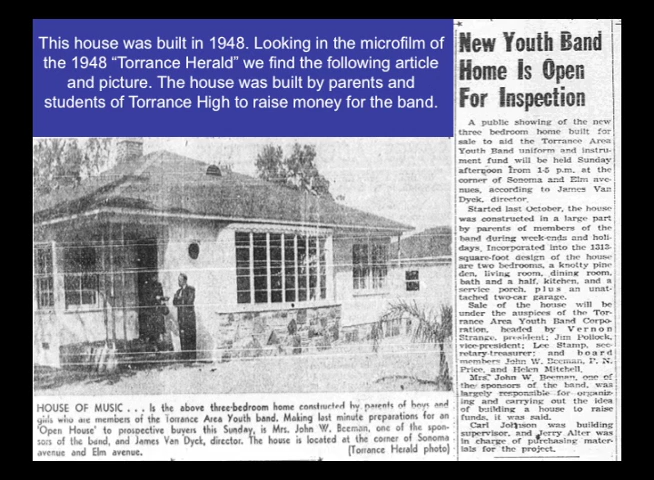 This house was built in 1948. Looking in the microfilm of
the 1948 “Torrance Herald” we find the following article
and picture. The house was built by parents and
students of Torrance High to raise money for the band.
New Youth Band
Home Is Open
For Inspection
A public showing of the new
three bedroom home built for
sale to aid the Torrance Area
Youth Band uniform and instru-
ment fund will be held Sunday
afternoon from 1-5 p.m. at the
corner of Sonoma and Elm ave-
nues, according to James Van
Dyck, director.
Started last October, the house
was constructed in a large part
by parents of members of the
band during week-ends and holi-
days. Incorporated into the 1313-
square-foot design of the house
are two bedrooms, a knotty pine
den, living room, dining room,
bath and a half, kitchen, and a
service porch, plus an unat-
tached two-car garage.
Sale of the house will be
under the auspices of the Tor-
rance Area Youth Band Corpo-
ration, headed by Vernon
Strange, president; Jim Pollock,
vice-president; Lee Stamp, sec-
retary-treasurer; and board
members John W. Beeman, P. N.
Price, and Helen Mitchell.
Mrs. John W. Beeman, one of
the sponsors of the band, was
largely responsible for organiz-
ing and carrying out the idea
of building a house to raise
funds, it was said.
Carl Johnson was building
supervisor, and Jerry Alter was
in charge of purchasing mater-
ials for the project.
HOUSE OF MUSIC . . . Is the above three-bedroom home constructed by parents of boys and
girls who are members of the Torrance Area Youth band. Making last minute preparations for an
'Open House' to prospective buyers this Sunday, is Mrs. John W. Beeman, one of the spon-
sors of the band, and James Van Dyck, director. The house is located at the corner of Sonoma
avenue and Elm avenue. (Torrance Herald photo)